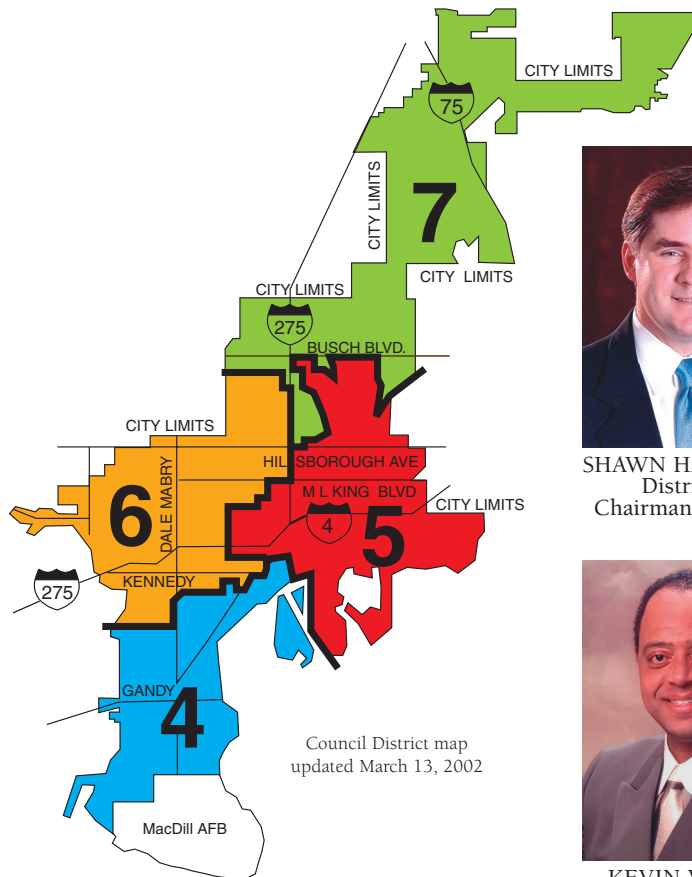 CITY LIMITS
75
CITY LIMITS
7
CITY LIMITS
CITY LIMITS
275
BUSCH BLVD.
CITY LIMITS
HILLSBOROUGH AVE
DALE MABRY
M L KING BLVD
6
CITY LIMITS
4
5
275
KENNEDY
GANDY
4
Council District map
updated March 13, 2002
MacDill AFB
SHAWN
Chairman
KEVIN